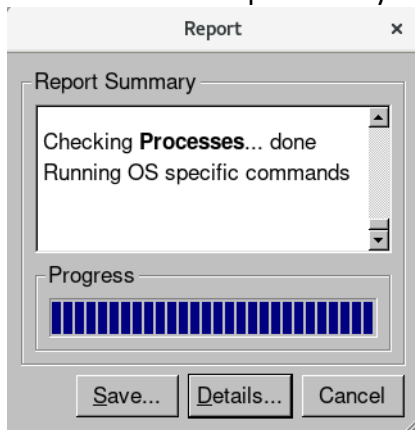 Report
Report Summary
Checking Processes... done
Running OS specific commands
Progress
Save... Details... Cancel